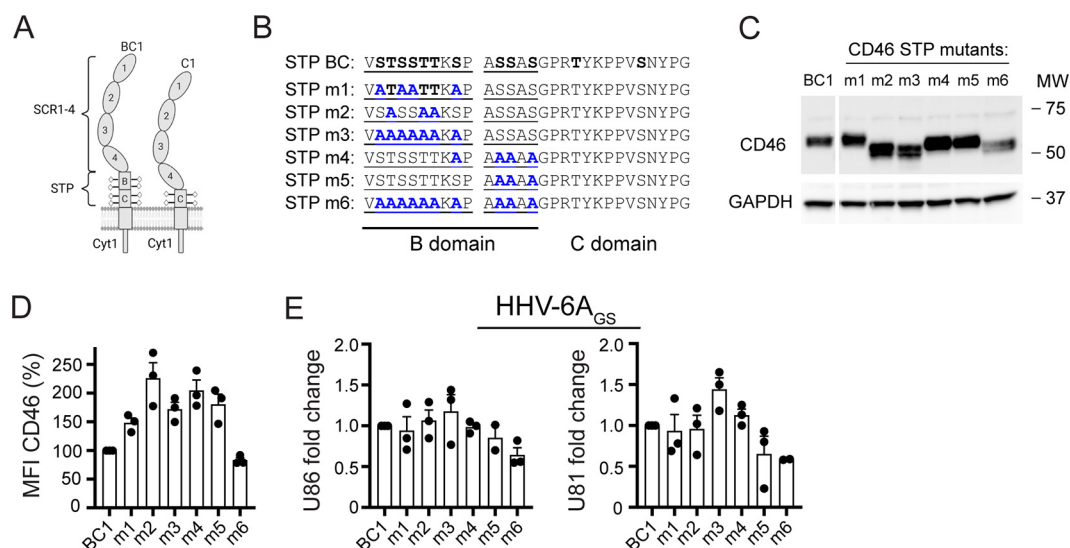 A
BC1
C1
1
1
SCR1-4
2
2
3
3
4
4
STP
B
C
C
Cyt1
Cyt1
B
STP BC: VSTSSTTKSP ASSASGPRTYKPPVSNYPG
STP m1: VATAATTKAP ASSASGPRTYKPPVSNYPG
STP m2: VSASSAAKSP ASSASGPRTYKPPVSNYPG
STP m3: VAAAAAAKAP ASSASGPRTYKPPVSNYPG
STP m4: VSTSSTTKAP AAAAAGPRTYKPPVSNYPG
STP m5: VSTSSTTKSP AAAAAGPRTYKPPVSNYPG
STP m6: VAAAAAAKAP AAAAAGPRTYKPPVSNYPG
B domain C domain
C
CD46 STP mutants:
BC1 m1 m2 m3 m4 m5 m6 MW
CD46
GAPDH
– 75
– 50
– 37
D
MFI CD46 (%)
250
200
150
100
50
0
BC1 m1 m2 m3 m4 m5 m6
E
HHV-6AGS
U86 fold change
2.0
1.5
1.0
0.5
0
BC1 m1 m2 m3 m4 m5 m6
U81 fold change
2.0
1.5
1.0
0.5
0
BC1 m1 m2 m3 m4 m5 m6